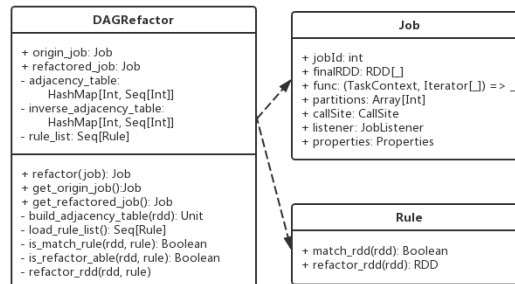 DAGRefactor
+ origin_job: Job
+ refactored_job: Job
- adjacency_table:
HashMap[Int, Seq[Int]]
- inverse_adjacency_table:
HashMap[Int, Seq[Int]]
- rule_list: Seq[Rule]
+ refactor(job): Job
+ get_origin_job():Job
+ get_refactored_job(): Job
- build_adjacency_table(rdd): Unit
- load_rule_list(): Seq[Rule]
- is_match_rule(rdd, rule): Boolean
- is_refactor_able(rdd, rule): Boolean
- refactor_rdd(rdd, rule)
Job
+ jobId: int
+ finalRDD: RDD[_]
+ func: (TaskContext, Iterator[_]) => _
+ partitions: Array[Int]
+ callSite: CallSite
+ listener: JobListener
+ properties: Properties
Rule
+ match_rdd(rdd): Boolean
+ refactor_rdd(rdd): RDD